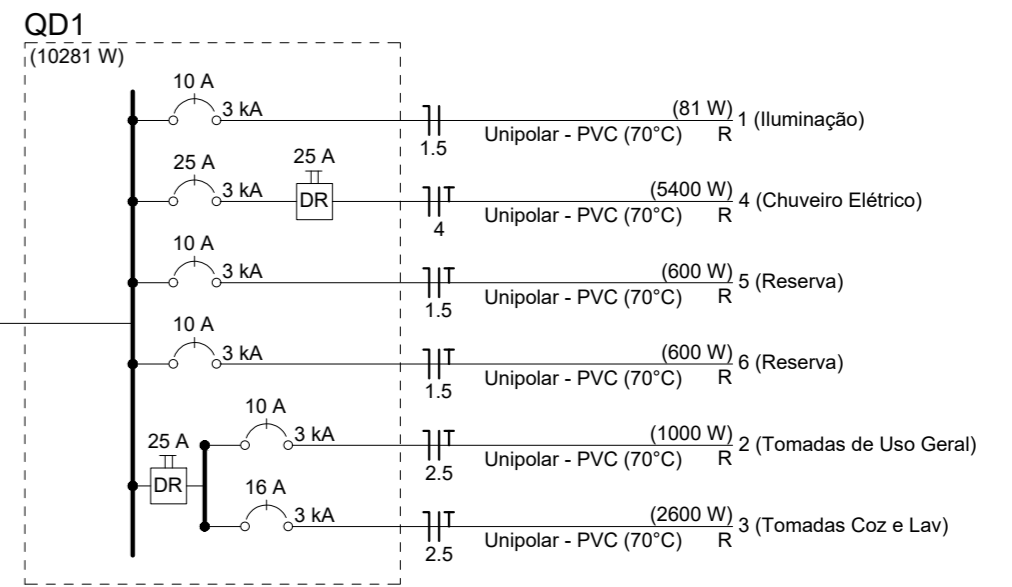 QD1
(10281 W)
10 A
3 kA
1.5
(81 W)
Unipolar - PVC (70°C)
R
1 (Iluminação)
25 A
3 kA
25 A
DR
4
(5400 W)
Unipolar - PVC (70°C)
R
4 (Chuveiro Elétrico)
10 A
3 kA
1.5
(600 W)
Unipolar - PVC (70°C)
R
5 (Reserva)
10 A
3 kA
1.5
(600 W)
Unipolar - PVC (70°C)
R
6 (Reserva)
25 A
DR
10 A
3 kA
2.5
(1000 W)
Unipolar - PVC (70°C)
R
2 (Tomadas de Uso Geral)
16 A
3 kA
2.5
(2600 W)
Unipolar - PVC (70°C)
R
3 (Tomadas Coz e Lav)